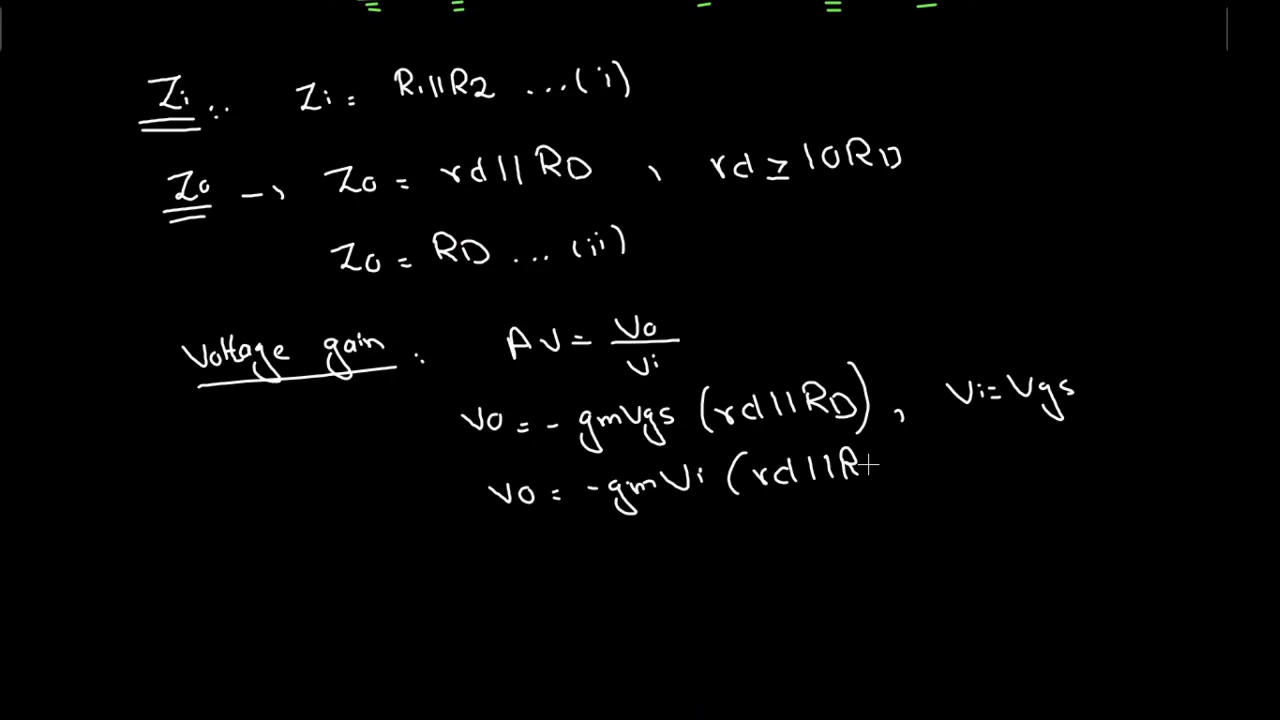 Zi :. Zi = R1||R2 ...(i)
Zo → Zo = rd||RD , rd ≥ 10RD
Zo = RD ... (ii)
Voltage gain : AV = Vo/Vi
Vo = - gmVgs (rd||RD) , Vi = Vgs
Vo = -gmVi (rd||R